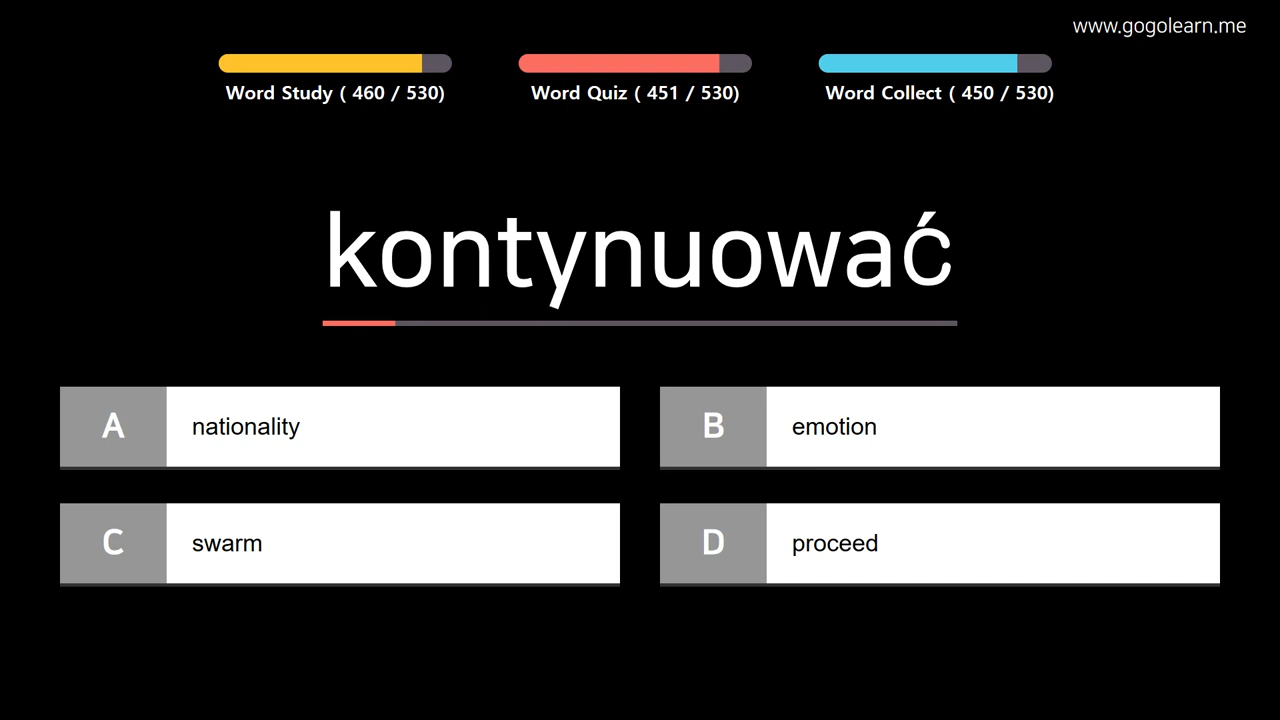 www.gogolearn.me
Word Study ( 460 / 530)
Word Quiz ( 451 / 530)
Word Collect ( 450 / 530)
kontynuować
A nationality
B emotion
C swarm
D proceed